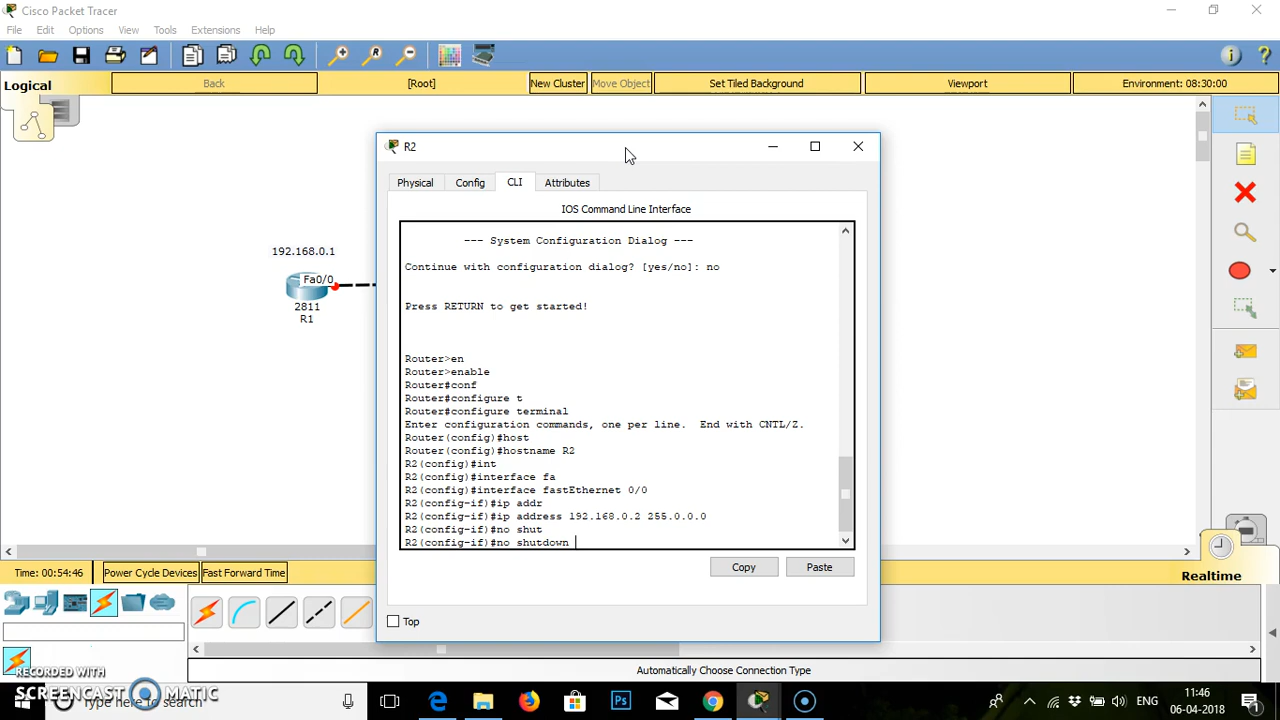 Cisco Packet Tracer
File Edit Options View Tools Extensions Help
Logical
Back
[Root]
New Cluster
Move Object
Set Tiled Background
Viewport
Environment: 08:30:00
R2
Physical Config CLI Attributes
IOS Command Line Interface
--- System Configuration Dialog ---
Continue with configuration dialog? [yes/no]: no
Press RETURN to get started!
Router>en
Router>enable
Router#conf
Router#configure t
Router#configure terminal
Enter configuration commands, one per line.  End with CNTL/Z.
Router(config)#host
Router(config)#hostname R2
R2(config)#int
R2(config)#interface fa
R2(config)#interface fastEthernet 0/0
R2(config-if)#ip addr
R2(config-if)#ip address 192.168.0.2 255.0.0.0
R2(config-if)#no shut
R2(config-if)#no shutdown
Copy
Paste
Top
192.168.0.1
Fa0/0
2811
R1
Time: 00:54:46
Power Cycle Devices
Fast Forward Time
Realtime
Automatically Choose Connection Type
RECORDED WITH
SCREENCAST MATIC
Type here to search
ENG
11:46
06-04-2018